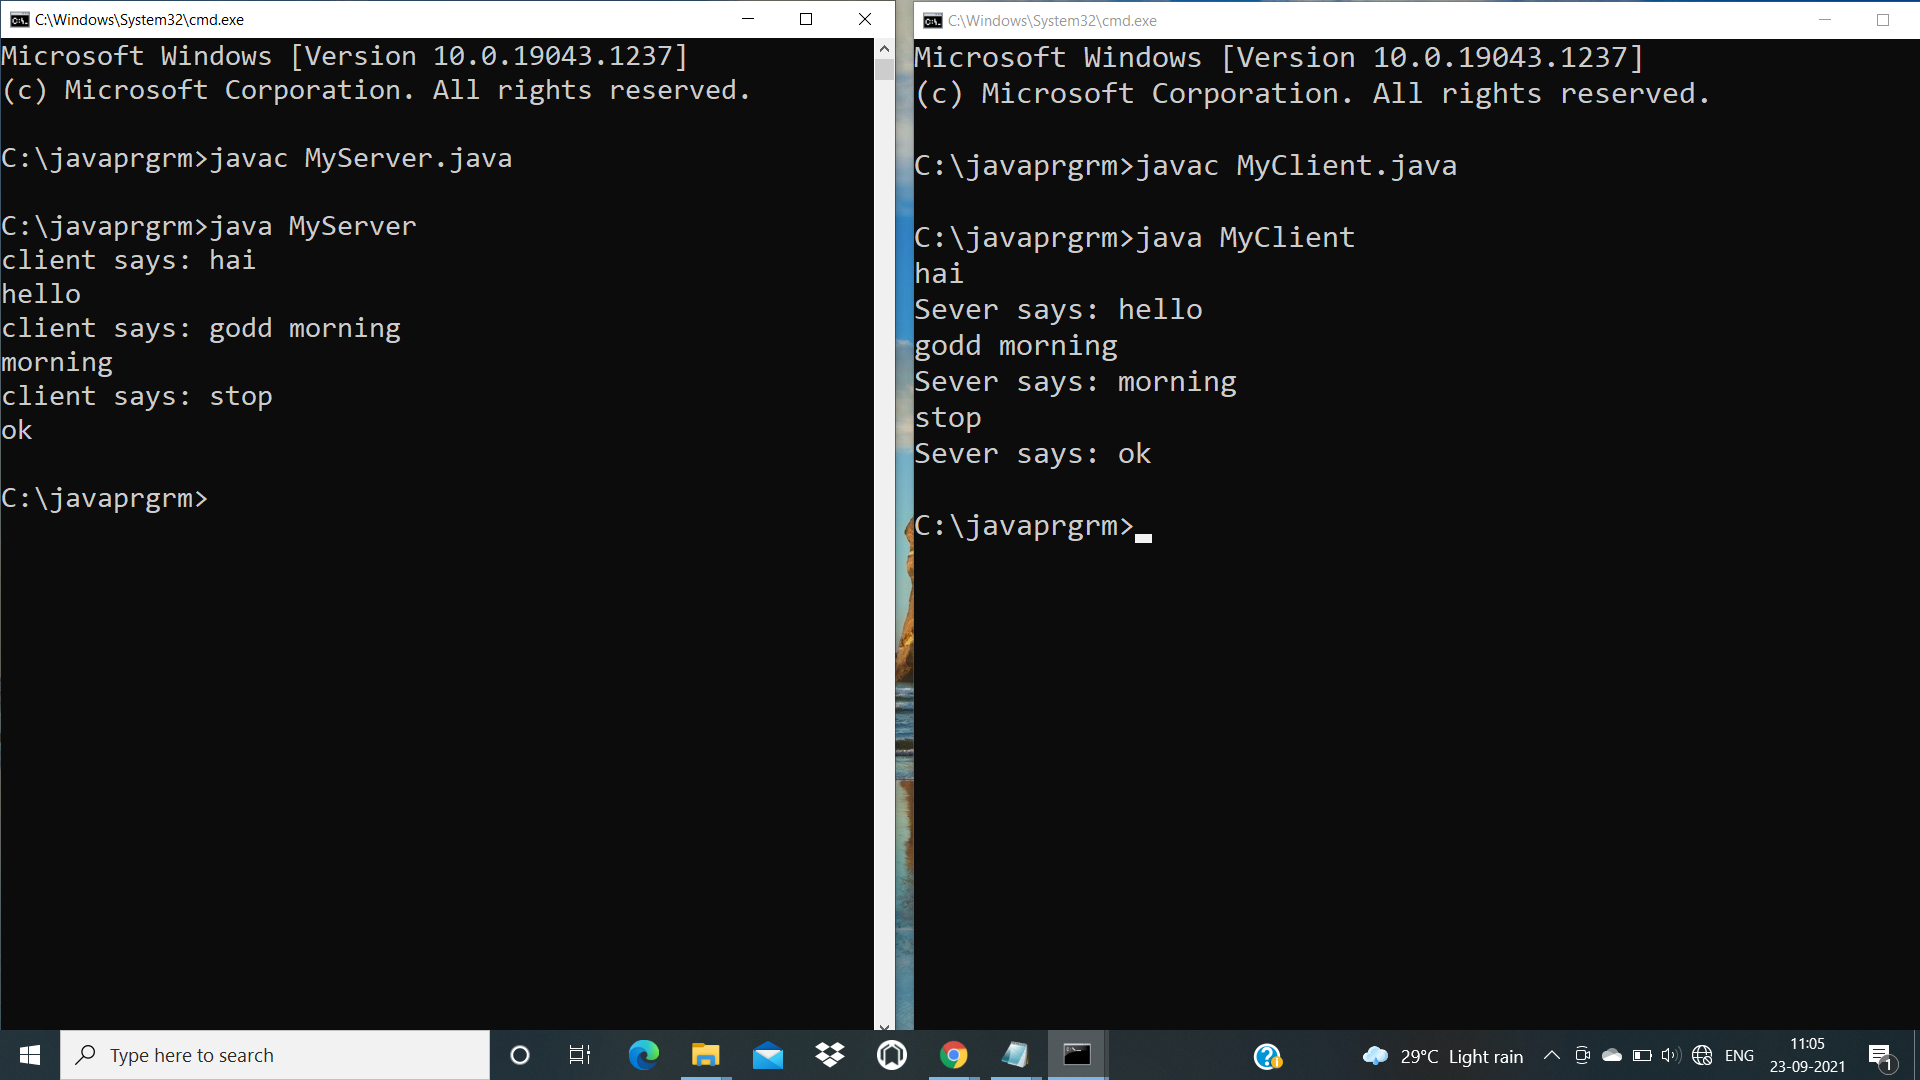 C:\Windows\System32\cmd.exe
Microsoft Windows [Version 10.0.19043.1237]
(c) Microsoft Corporation. All rights reserved.
C:\javaprgrm>javac MyServer.java
C:\javaprgrm>java MyServer
client says: hai
hello
client says: godd morning
morning
client says: stop
ok
C:\javaprgrm>
C:\Windows\System32\cmd.exe
Microsoft Windows [Version 10.0.19043.1237]
(c) Microsoft Corporation. All rights reserved.
C:\javaprgrm>javac MyClient.java
C:\javaprgrm>java MyClient
hai
Sever says: hello
godd morning
Sever says: morning
stop
Sever says: ok
C:\javaprgrm>
Type here to search
29°C Light rain
ENG
11:05
23-09-2021
1